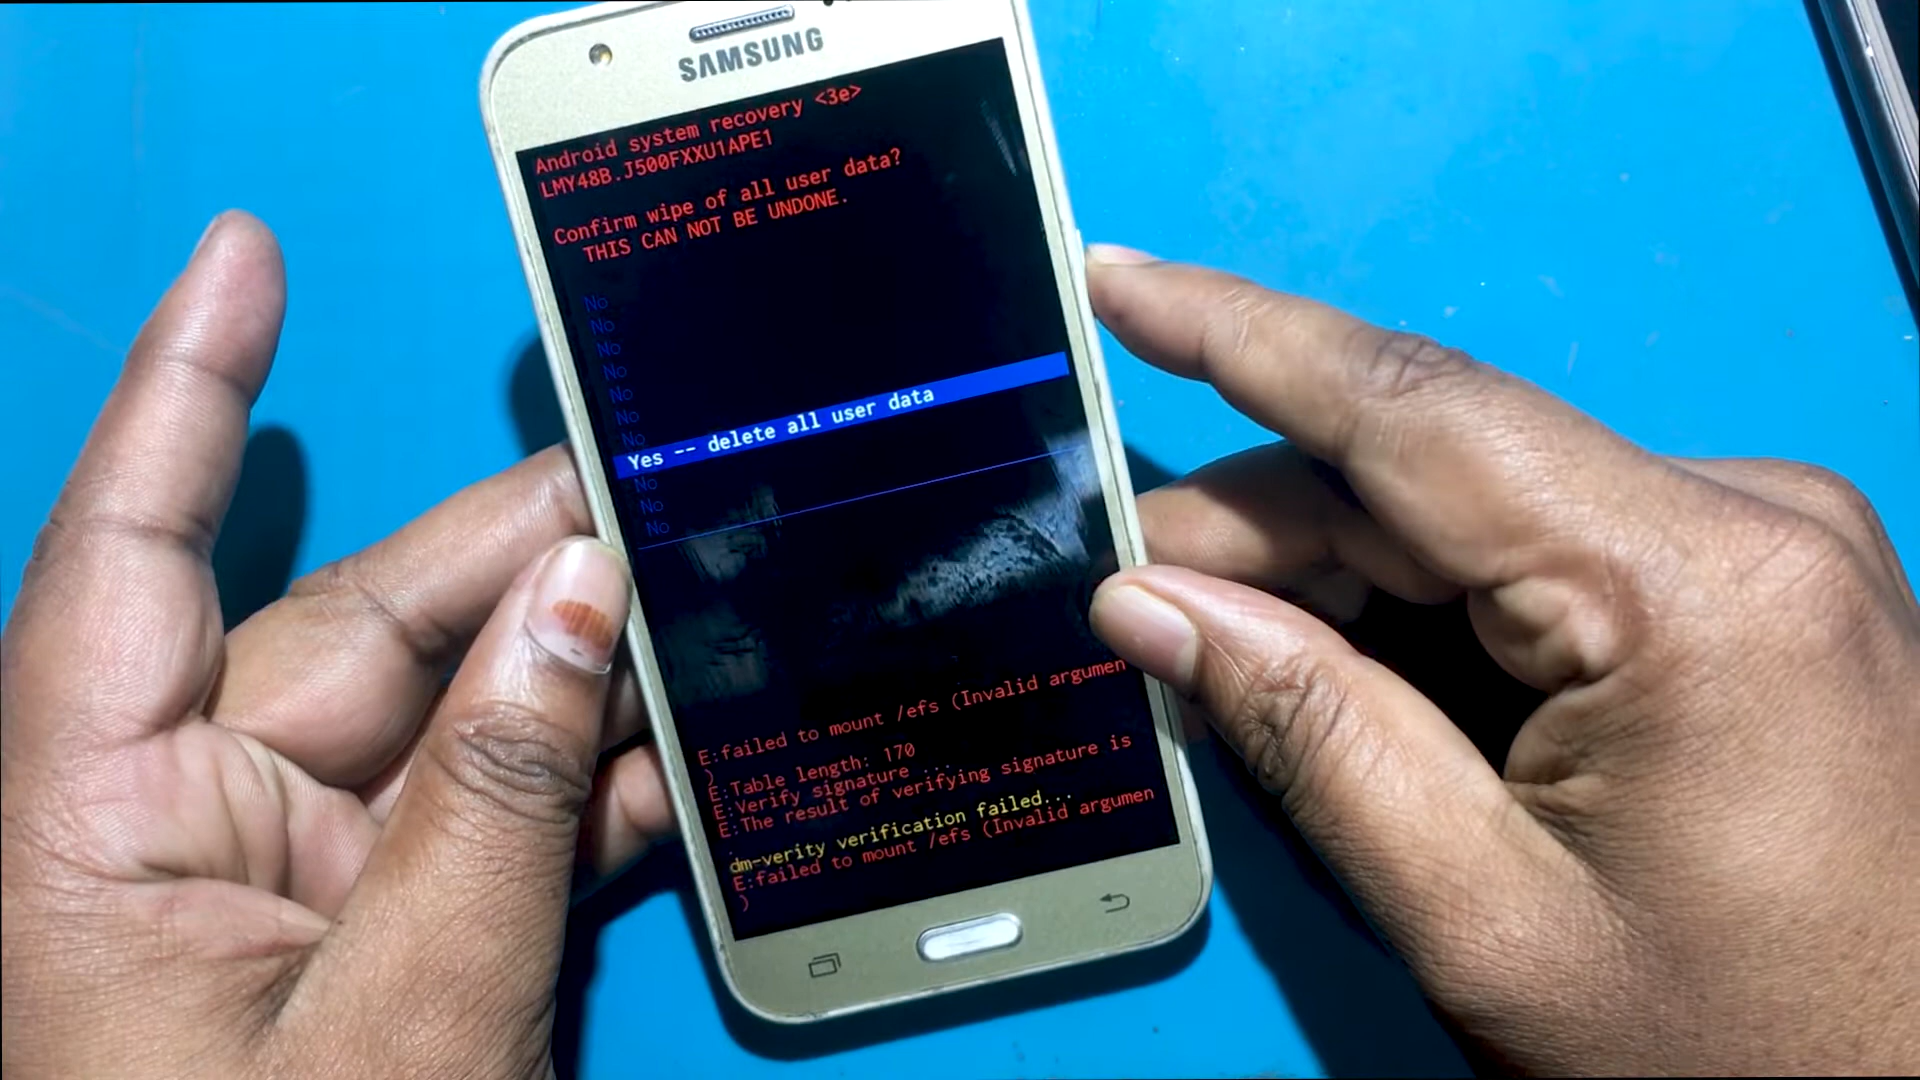 SAMSUNG
Android system recovery <3e>
LMY48B.J500FXXU1APE1
Confirm wipe of all user data?
THIS CAN NOT BE UNDONE.
No
No
No
No
No
No
No
Yes -- delete all user data
No
No
No
E:failed to mount /efs (Invalid argumen
)
E:Table length: 170
E:Verify signature ...
E:The result of verifying signature is
.
dm-verity verification failed...
E:failed to mount /efs (Invalid argumen
)